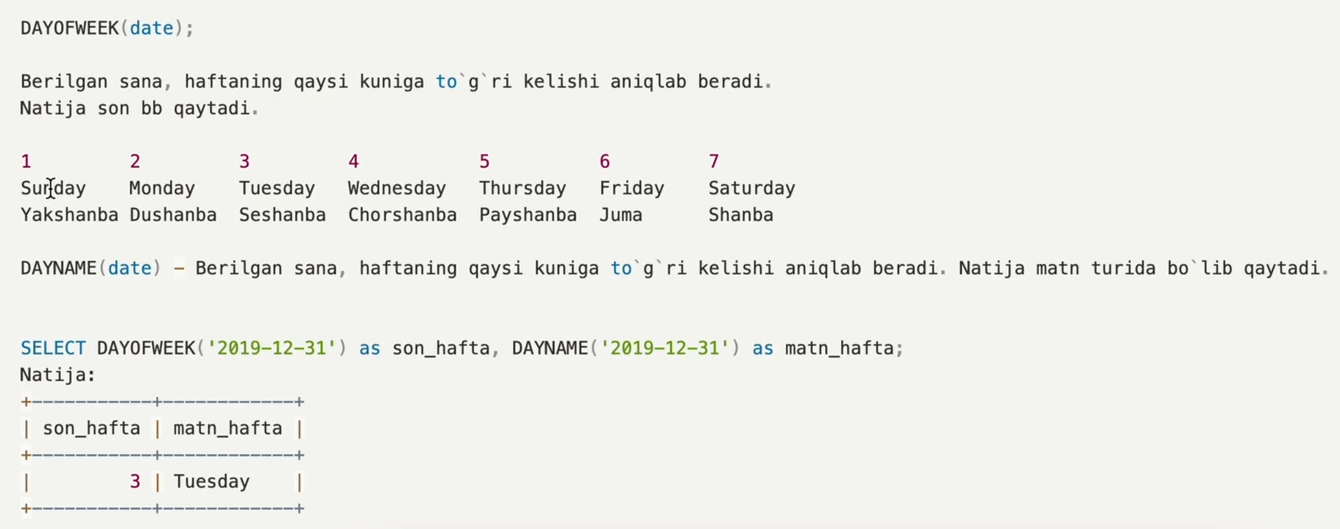 DAYOFWEEK(date);
Berilgan sana, haftaning qaysi kuniga to`g`ri kelishi aniqlab beradi.
Natija son bb qaytadi.
1 2 3 4 5 6 7
Sunday Monday Tuesday Wednesday Thursday Friday Saturday
Yakshanba Dushanba Seshanba Chorshanba Payshanba Juma Shanba
DAYNAME(date) – Berilgan sana, haftaning qaysi kuniga to`g`ri kelishi aniqlab beradi. Natija matn turida bo`lib qaytadi.
SELECT DAYOFWEEK('2019-12-31') as son_hafta, DAYNAME('2019-12-31') as matn_hafta;
Natija:
+-----------+------------+
| son_hafta | matn_hafta |
+-----------+------------+
|         3 | Tuesday    |
+-----------+------------+